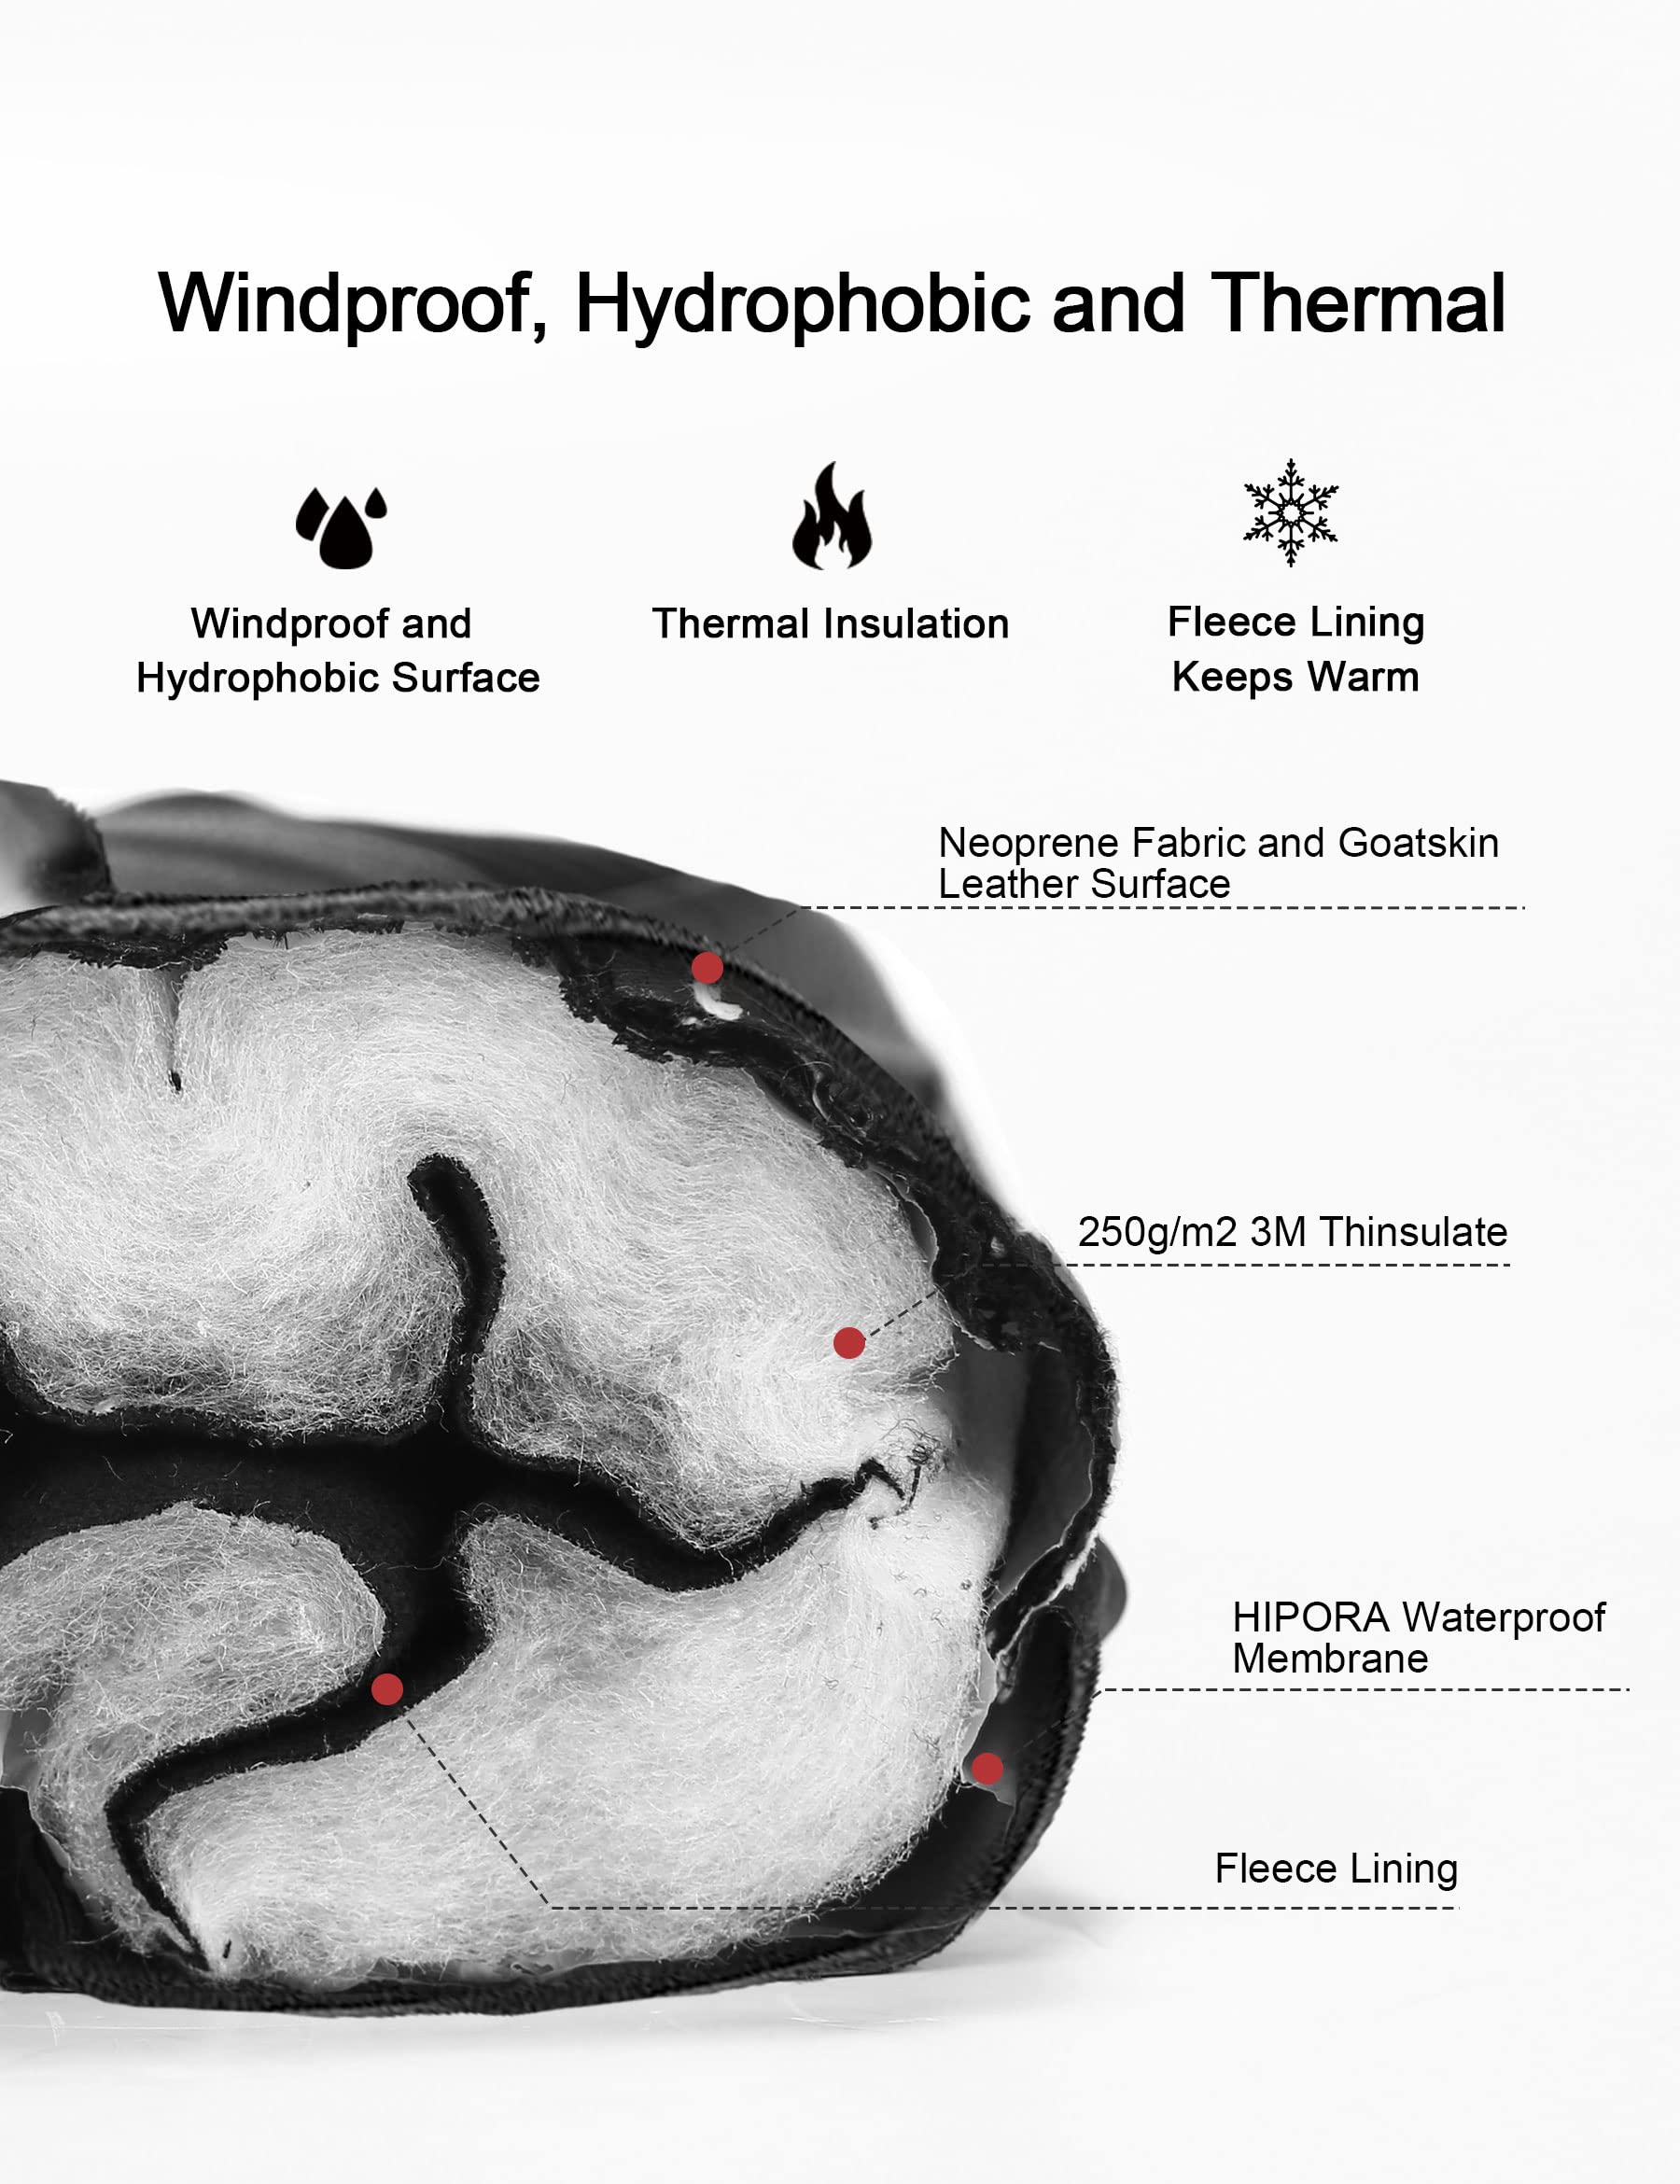 Windproof, Hydrophobic and Thermal
Windproof and
Hydrophobic Surface
Thermal Insulation
Fleece Lining
Keeps Warm
Neoprene Fabric and Goatskin
Leather Surface
250g/m2 3M Thinsulate
HIPORA Waterproof
Membrane
Fleece Lining